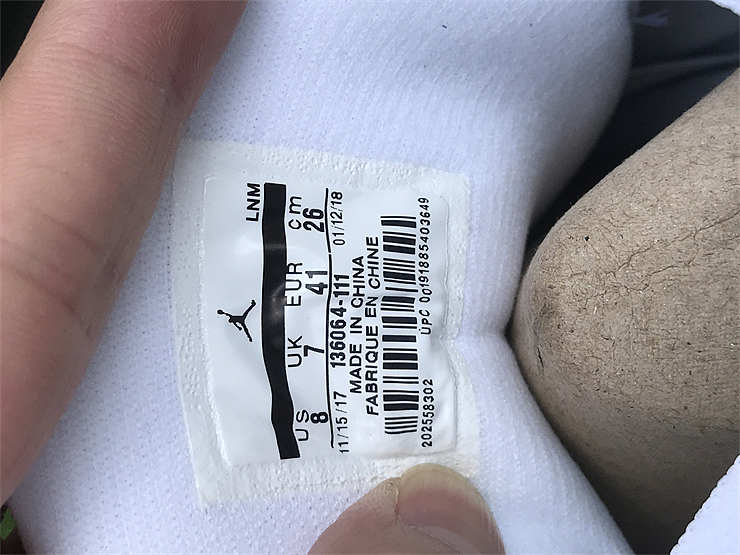 LNM
US UK EUR cm
8 7 41 26
11/15/17 136064-111 01/12/18
MADE IN CHINA
FABRIQUE EN CHINE
202558302 UPC 00191885403649